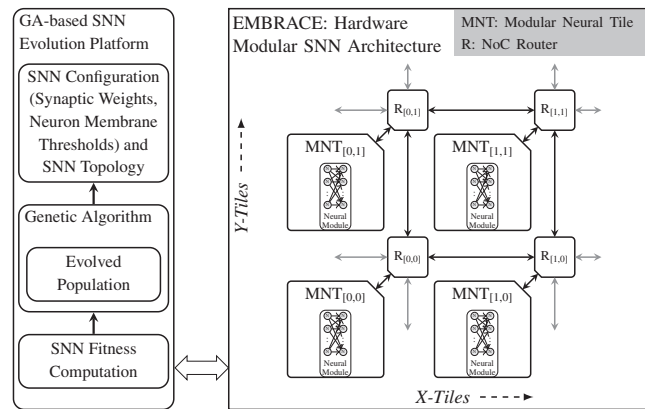 GA-based SNN
Evolution Platform
SNN Configuration
(Synaptic Weights,
Neuron Membrane
Thresholds) and
SNN Topology
Genetic Algorithm
Evolved
Population
SNN Fitness
Computation
EMBRACE: Hardware
Modular SNN Architecture
MNT: Modular Neural Tile
R: NoC Router
R[0,1]
R[1,1]
MNT[0,1]
Neural
Module
MNT[1,1]
Neural
Module
Y-Tiles
R[0,0]
R[1,0]
MNT[0,0]
Neural
Module
MNT[1,0]
Neural
Module
X-Tiles